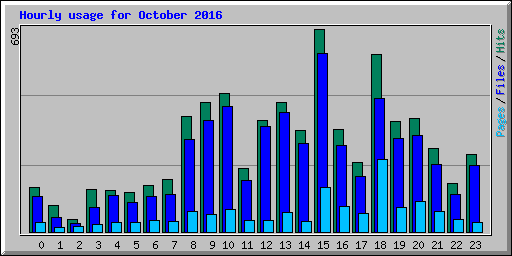 Hourly usage for October 2016
693
Pages/Files/Hits
0 1 2 3 4 5 6 7 8 9 10 11 12 13 14 15 16 17 18 19 20 21 22 23